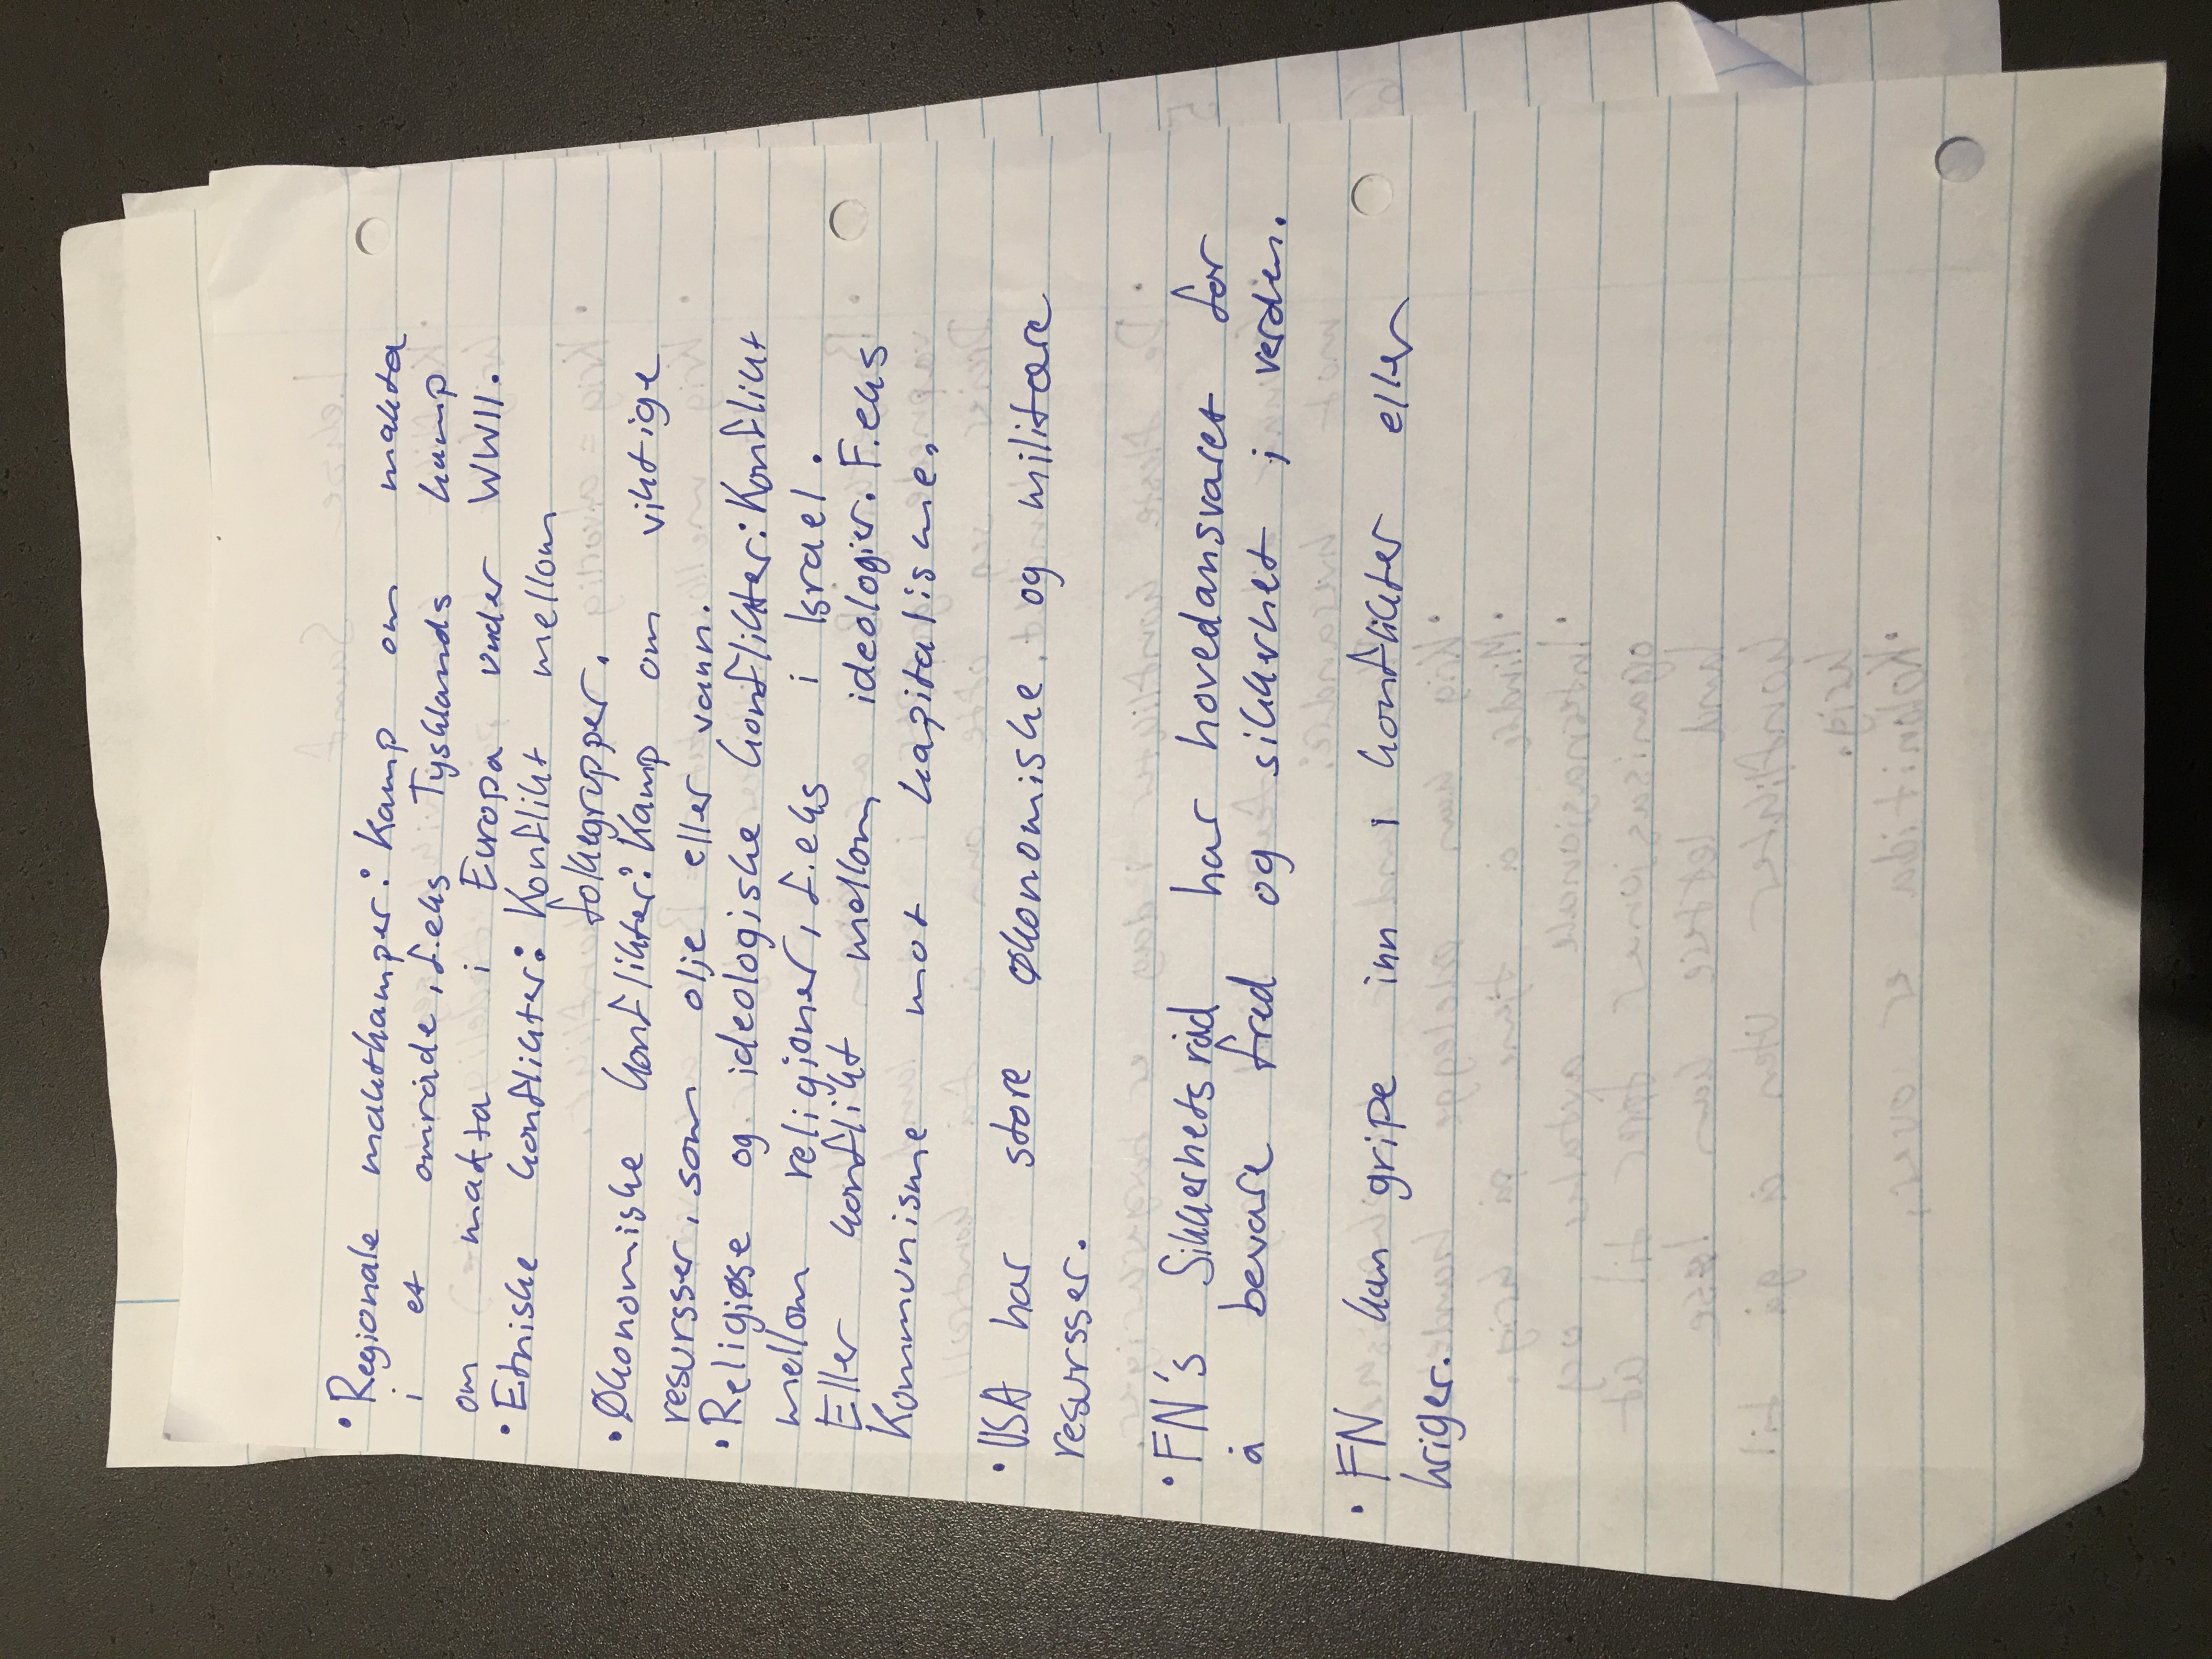 • Regionale maktkamper: Kamp om makta
i et område, f.eks Tysklands kamp
om makta i Europa under WWII.
• Etniske konflikter: Konflikt mellom
folkegrupper.
• Økonomiske konflikter: Kamp om viktige
resursser, som olje eller vann.
• Religiøse og ideologiske konflikter: Konflikt
mellom religioner, f.eks i Israel.
Eller konflikt mellom ideologier. F.eks
Kommunisme mot kapitalisme.
• USA har store økonomiske og militære
resursser.
• FN's Sikkerhetsråd har hovedansvaret for
å bevare fred og sikkerhet i verden.
• FN kan gripe inn i konflikter eller
kriger.